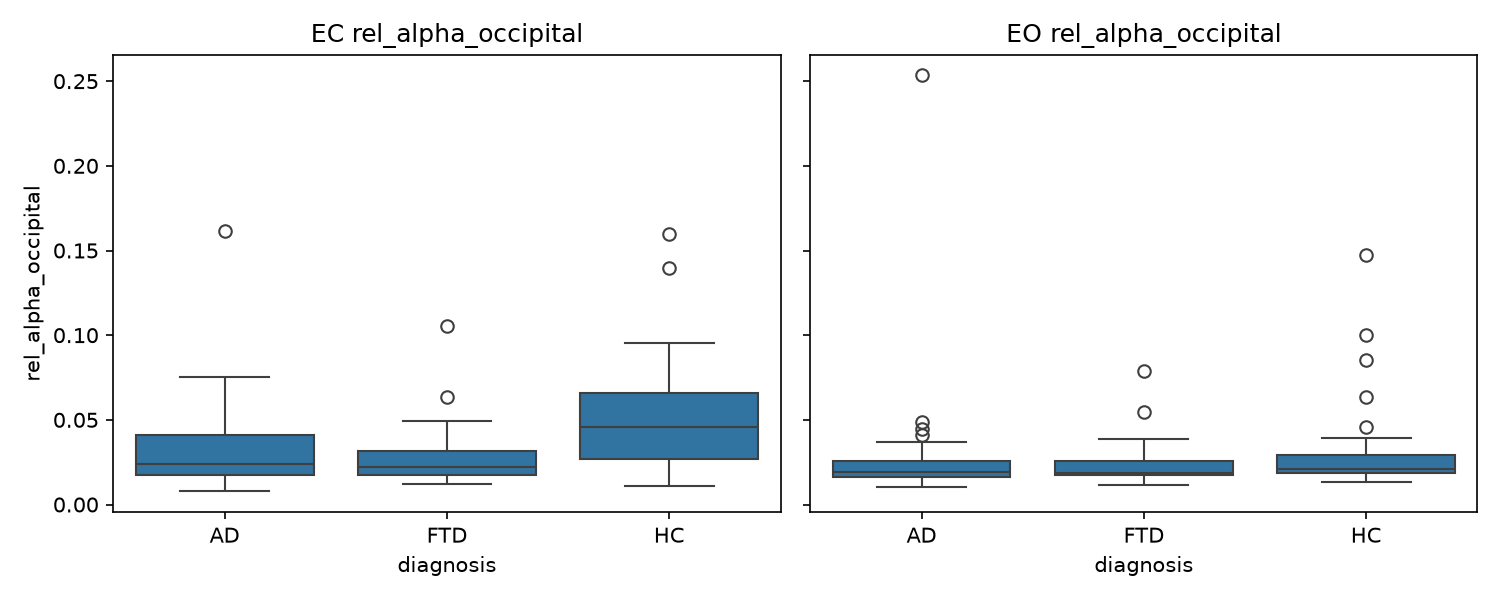 EC rel_alpha_occipital
EO rel_alpha_occipital
rel_alpha_occipital
0.25
0.20
0.15
0.10
0.05
0.00
AD FTD HC
AD FTD HC
diagnosis
diagnosis